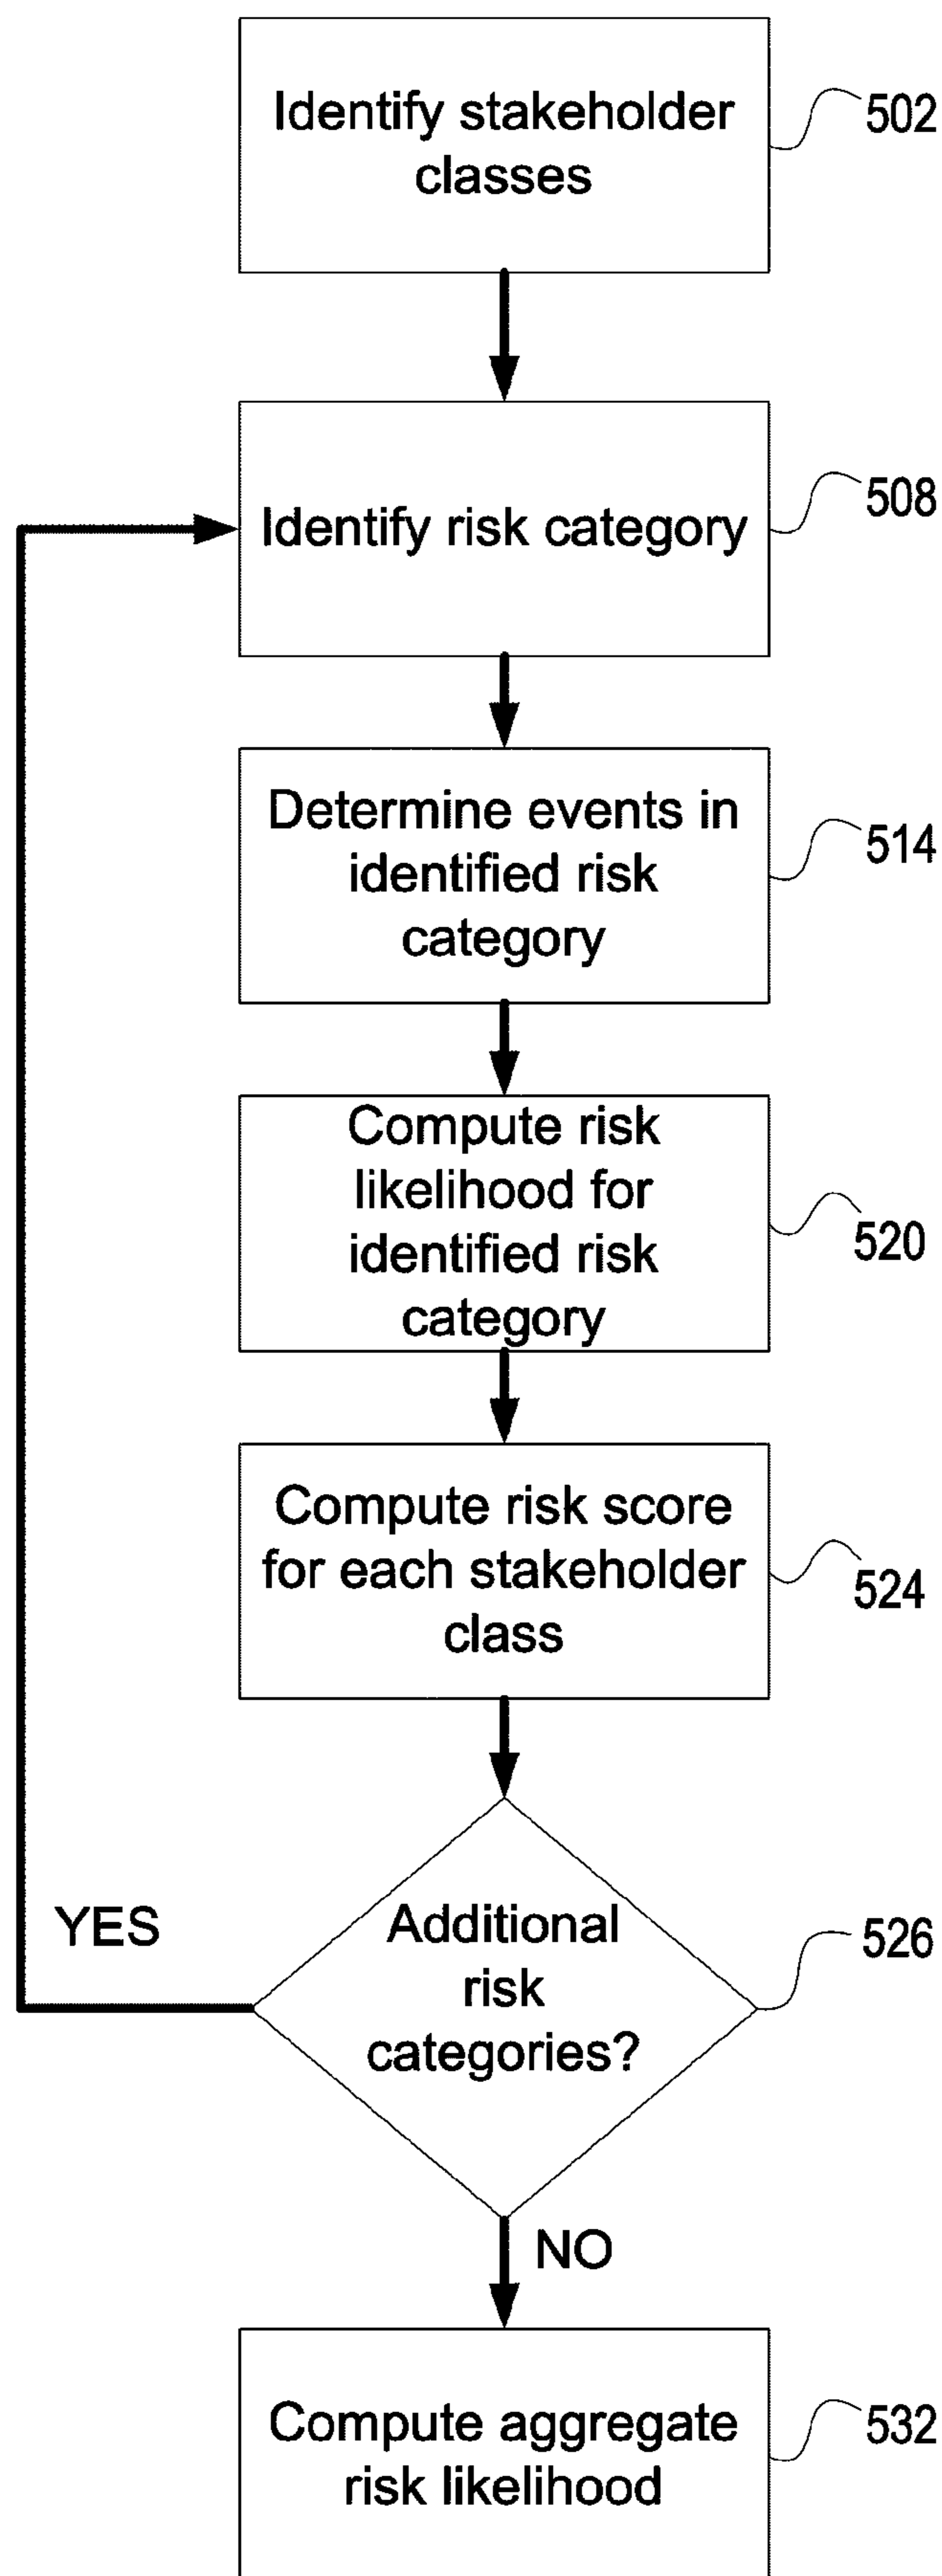 Identify stakeholder
classes
502
Identify risk category
508
Determine events in
identified risk
category
514
Compute risk
likelihood for
identified risk
category
520
Compute risk score
for each stakeholder
class
524
YES
Additional
risk
categories?
526
NO
Compute aggregate
risk likelihood
532